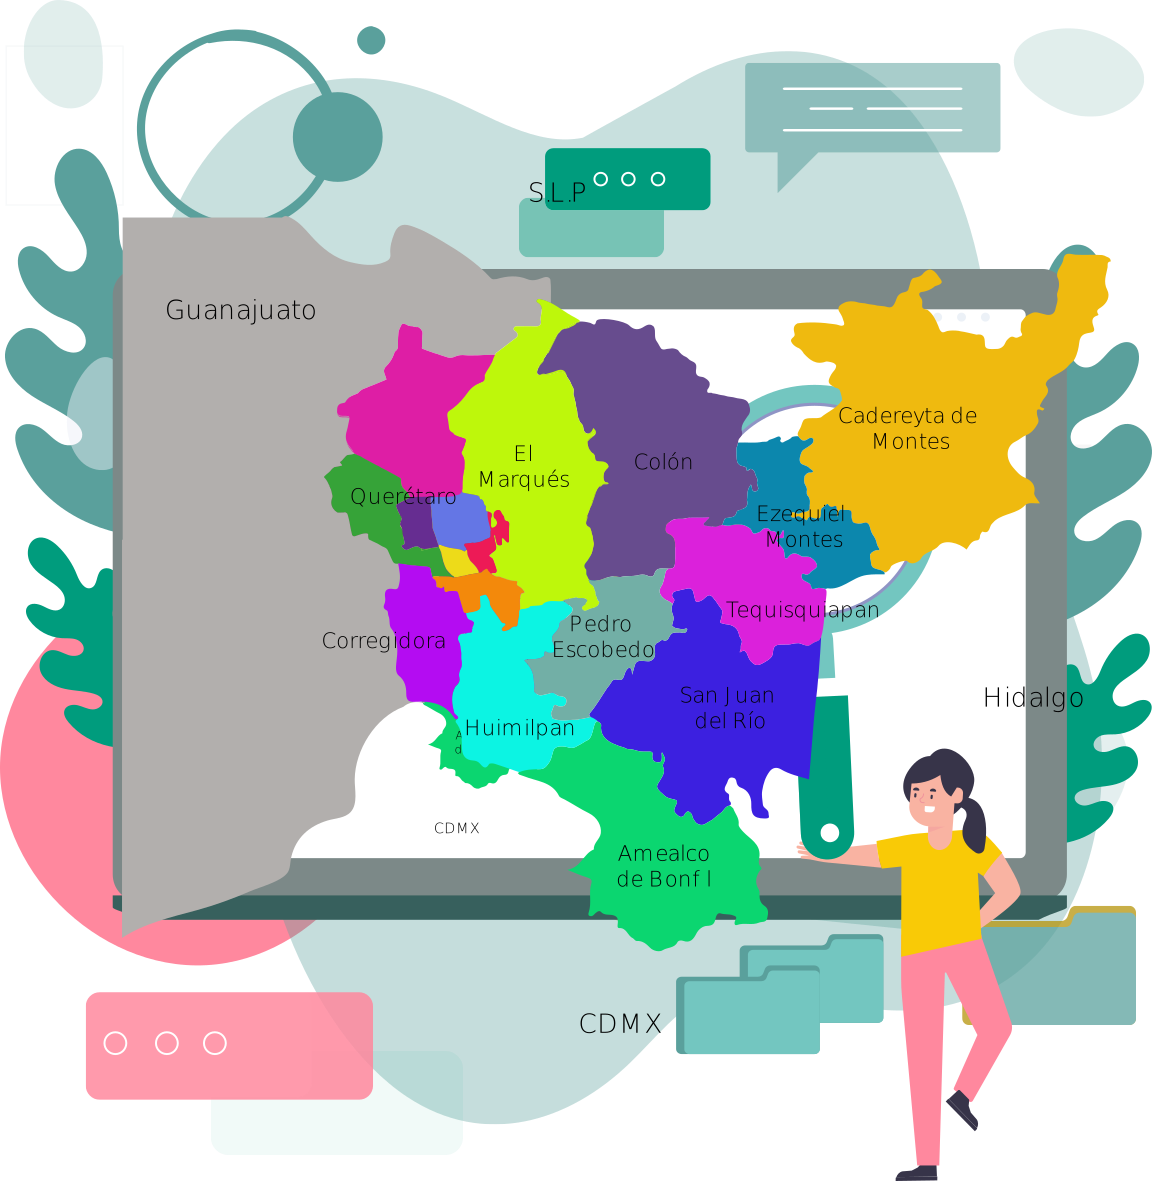 S.L.P
Guanajuato
Cadereyta de
Montes
El
Marqués
Colón
Querétaro
Ezequiel
Montes
Tequisquiapan
Pedro
Escobedo
Corregidora
San Juan
del Río
Hidalgo
Huimilpan
CDMX
Amealco
de Bonf l
CDMX